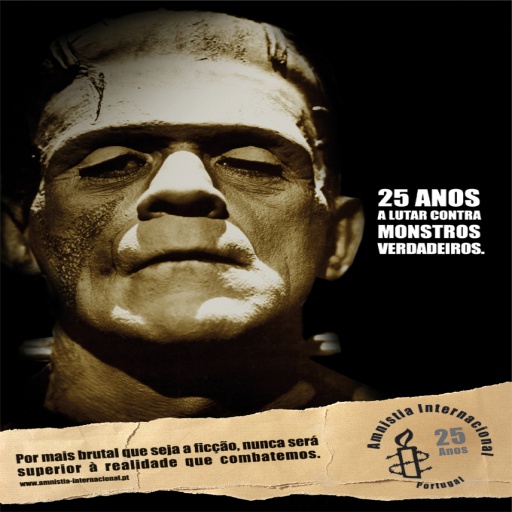 25 ANOS
A LUTAR CONTRA
MONSTROS
VERDADEIROS.
Por mais brutal que seja a ficção, nunca será
superior à realidade que combatemos.
www.amnistia-internacional.pt
Amnistia Internacional
25
Anos
Portugal